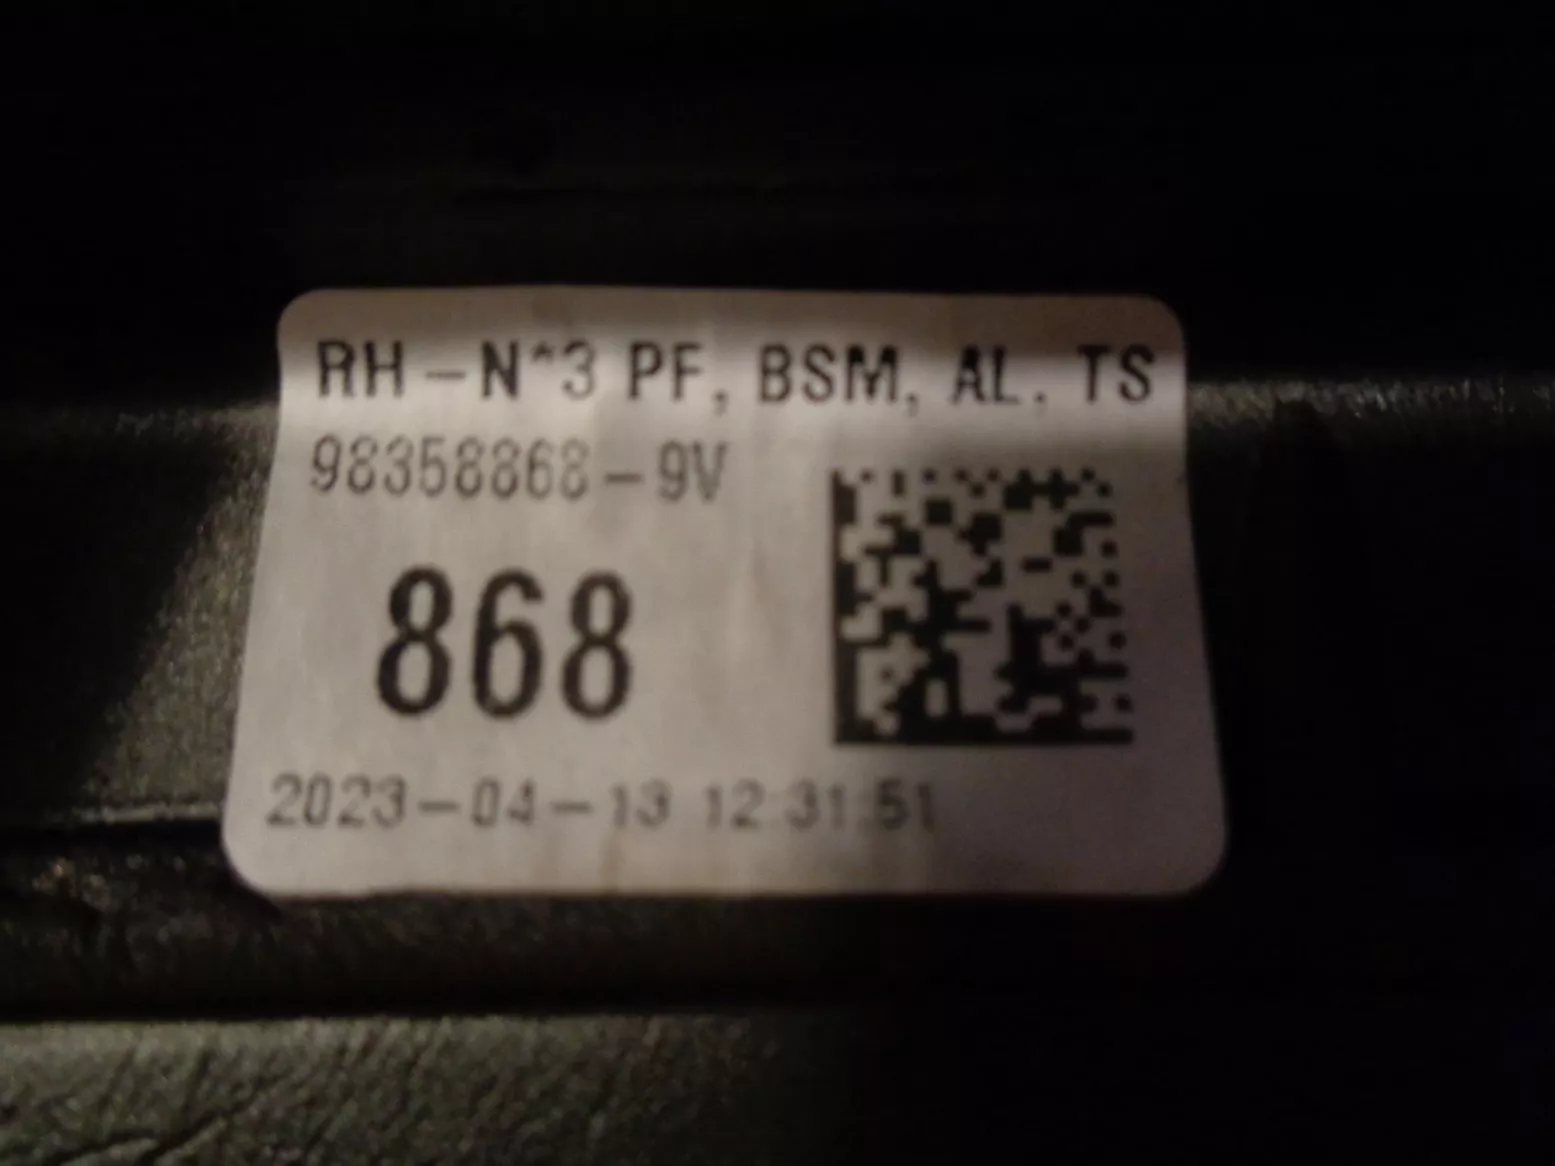 RH-N^3 PF, BSM, AL, TS
98358868-9V
868
2023-04-13 12:31:51